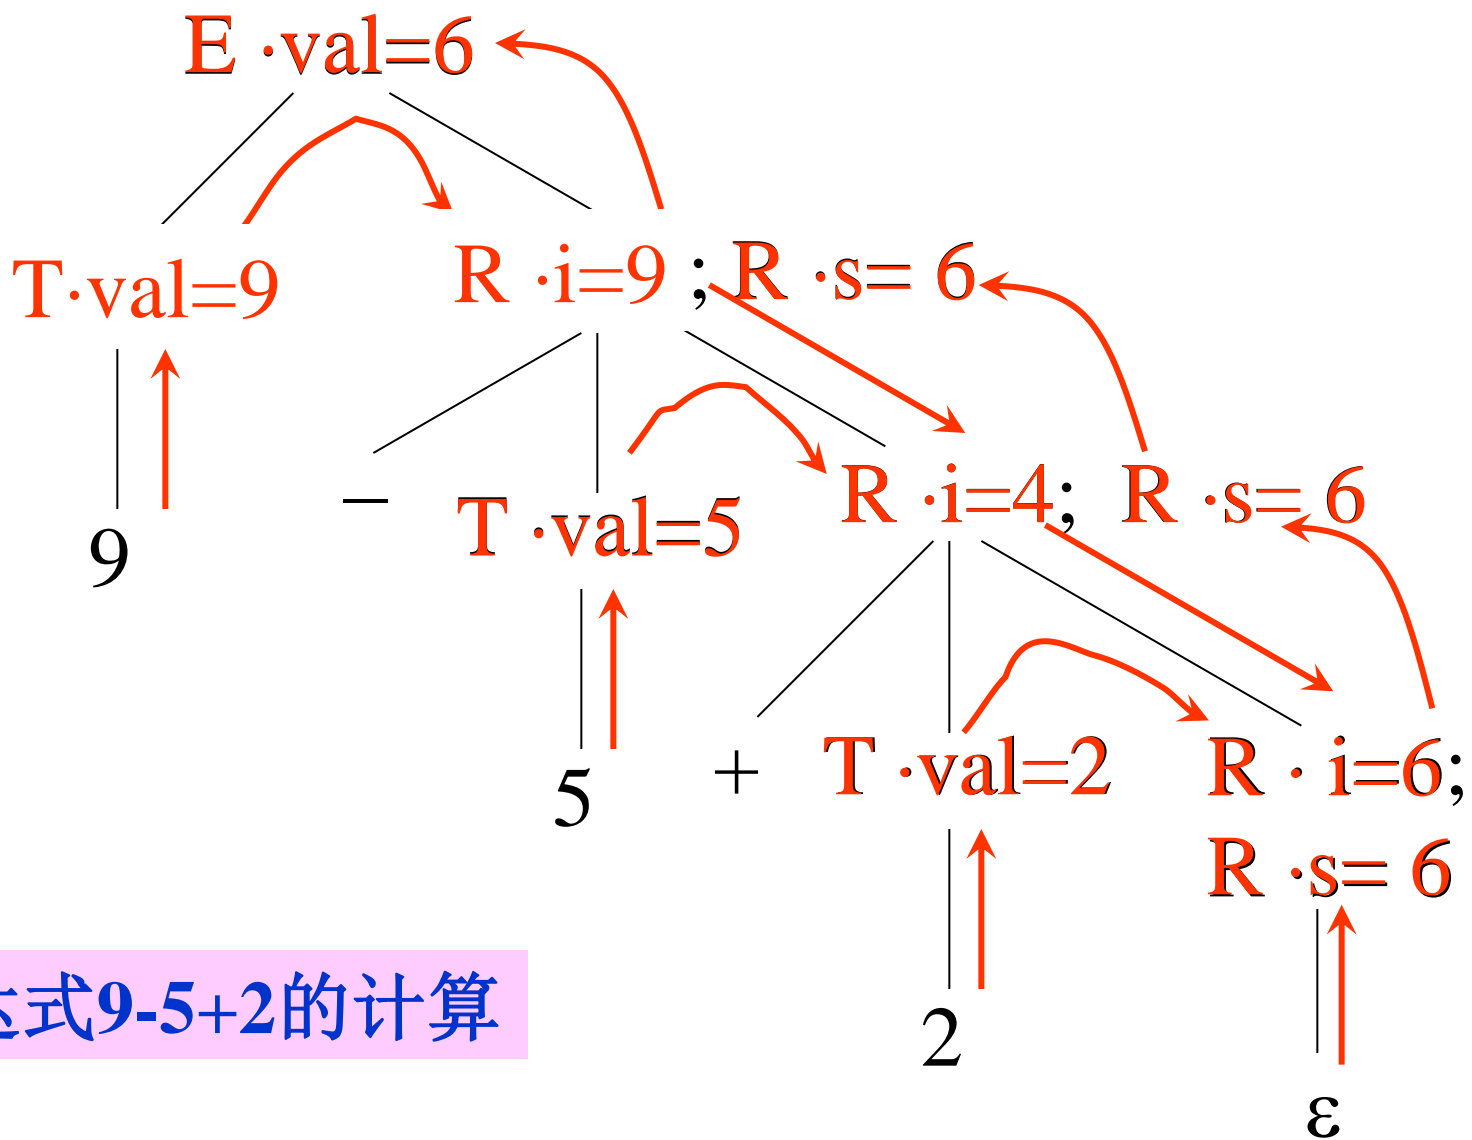 E ·val=6
T·val=9
R ·i=9 ; R ·s= 6
9
–
T ·val=5
R ·i=4; R ·s= 6
5
+
T ·val=2
R · i=6;
R ·s= 6
2
ε
达式9-5+2的计算